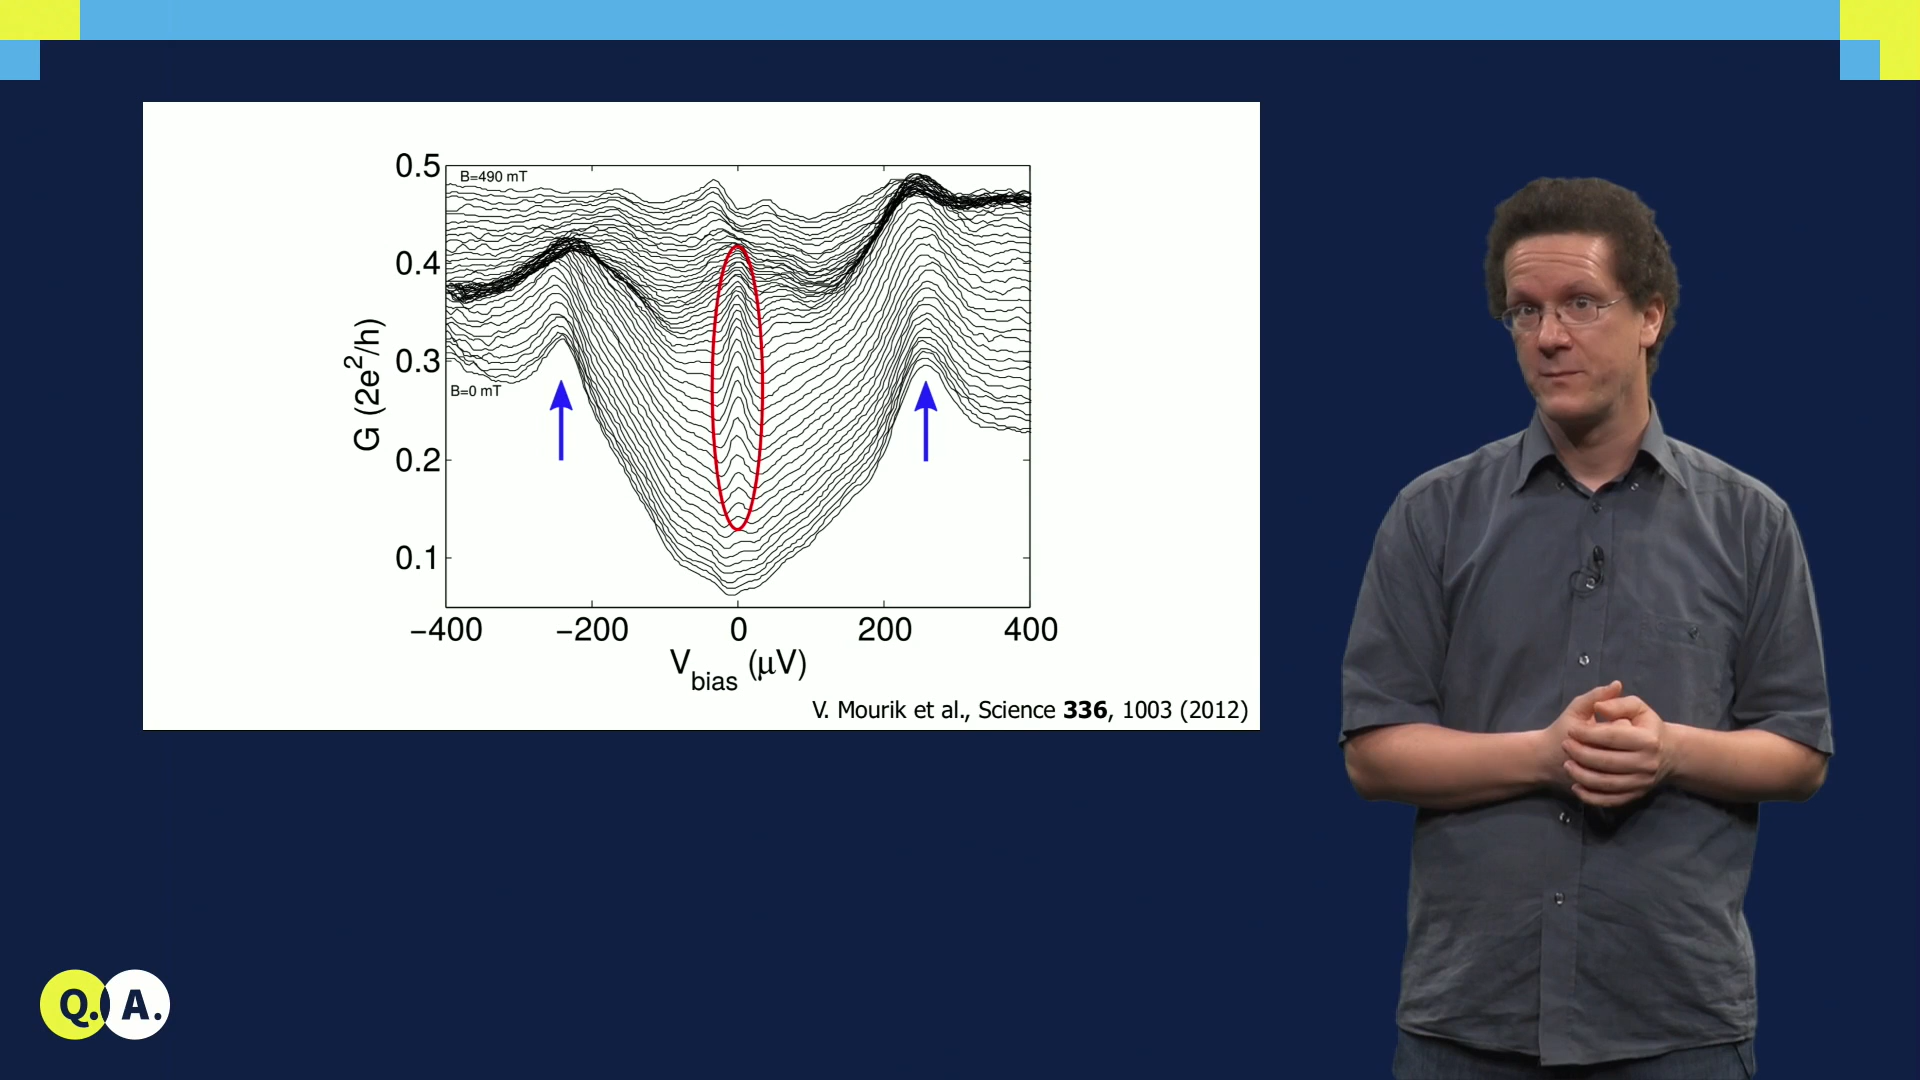 0.5
B=490 mT
0.4
0.3
B=0 mT
0.2
0.1
G (2e²/h)
−400 −200 0 200 400
V_bias (μV)
V. Mourik et al., Science 336, 1003 (2012)
Q. A.